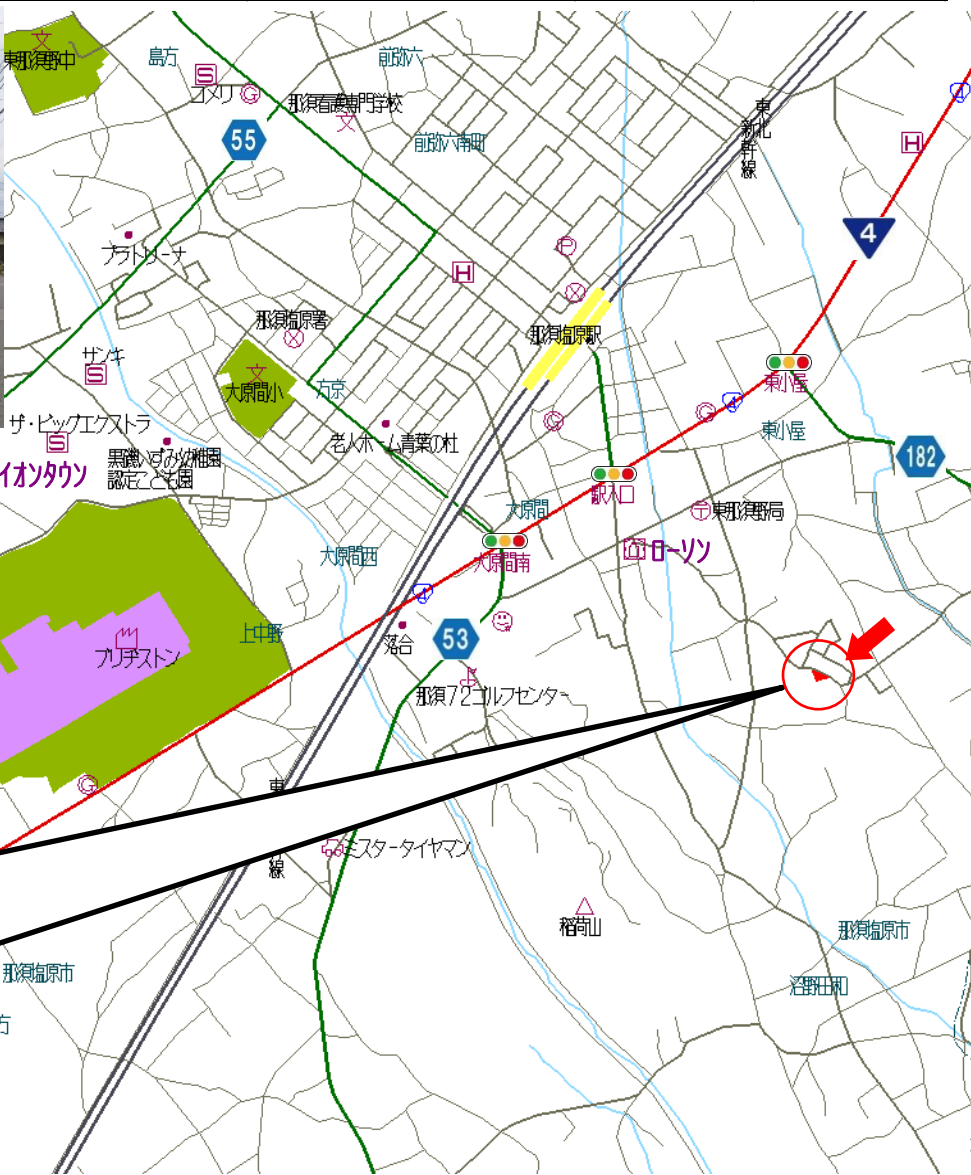 東那須野中
島方
前弥六
コメリ
那須看護専門学校
55
前弥六南町
東北新幹線
4
H
4
プラトリーナ
H
P
那須塩原署
那須塩原駅
サンキ
大原間小
方京
東小屋
ザ・ビッグエクストラ
老人ホーム青葉の杜
4
東小屋
イオンタウン
黒磯いずみ幼稚園
認定こども園
182
駅入口
大原間
東那須野局
大原間南
ローソン
大原間西
4
上中野
落合
53
ブリヂストン
那須72ゴルフセンター
G
東
線
ミスタータイヤマン
稲荷山
那須塩原市
那須塩原市
沼野田和
方